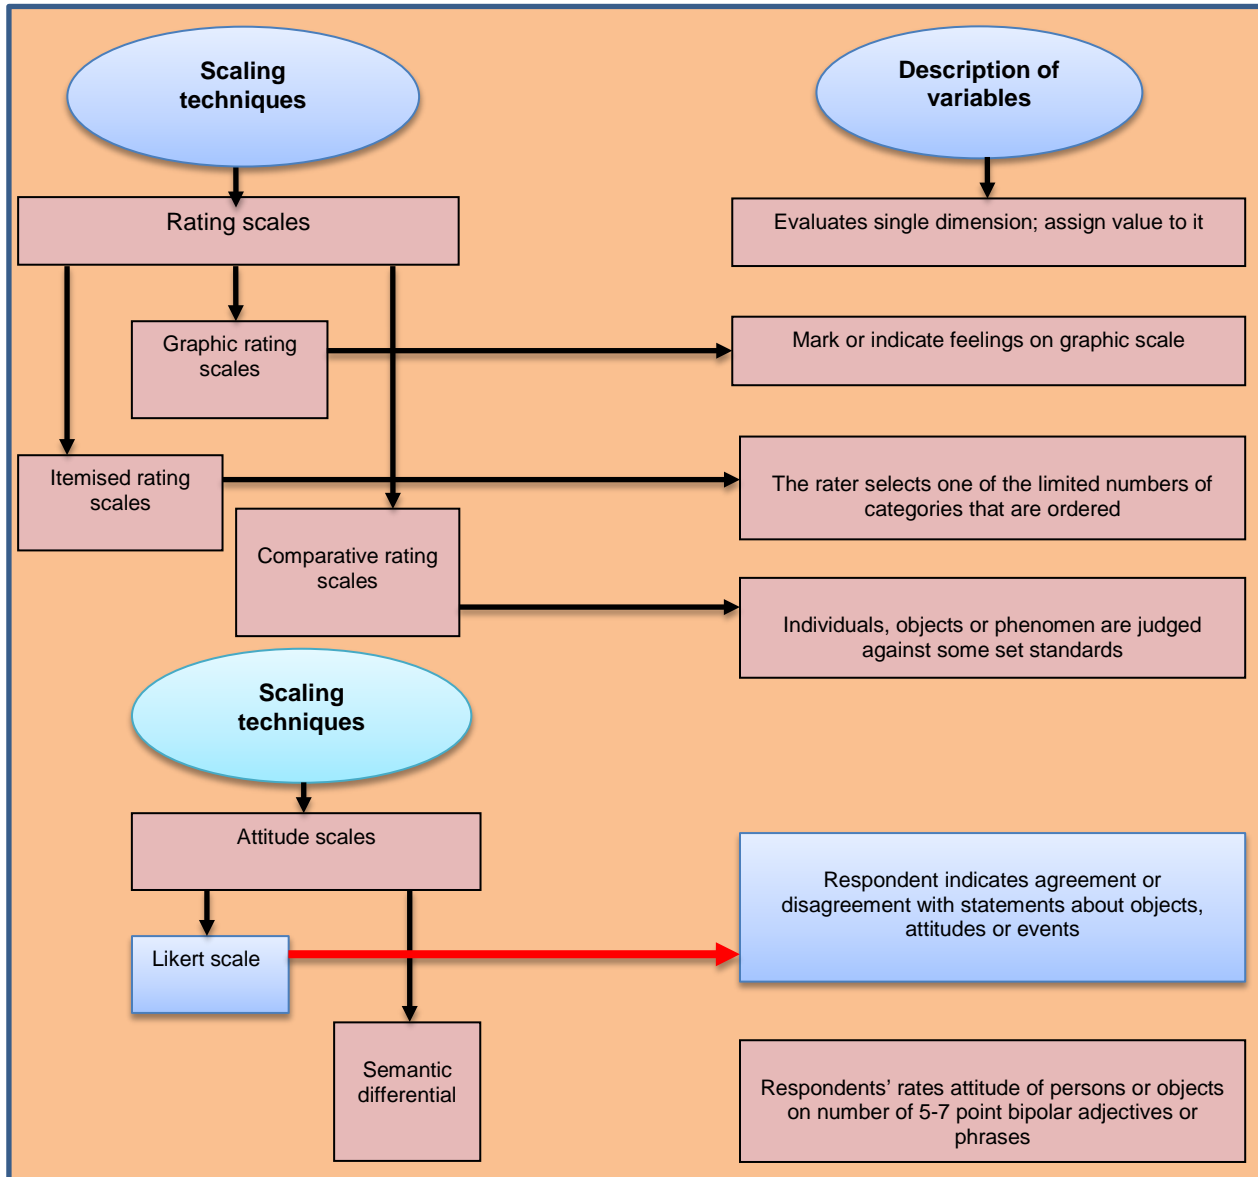 Scaling
techniques
Description of
variables
Rating scales
Evaluates single dimension; assign value to it
Graphic rating
scales
Mark or indicate feelings on graphic scale
Itemised rating
scales
The rater selects one of the limited numbers of
categories that are ordered
Comparative rating
scales
Individuals, objects or phenomen are judged
against some set standards
Scaling
techniques
Attitude scales
Likert scale
Respondent indicates agreement or
disagreement with statements about objects,
attitudes or events
Semantic
differential
Respondents’ rates attitude of persons or objects
on number of 5-7 point bipolar adjectives or
phrases